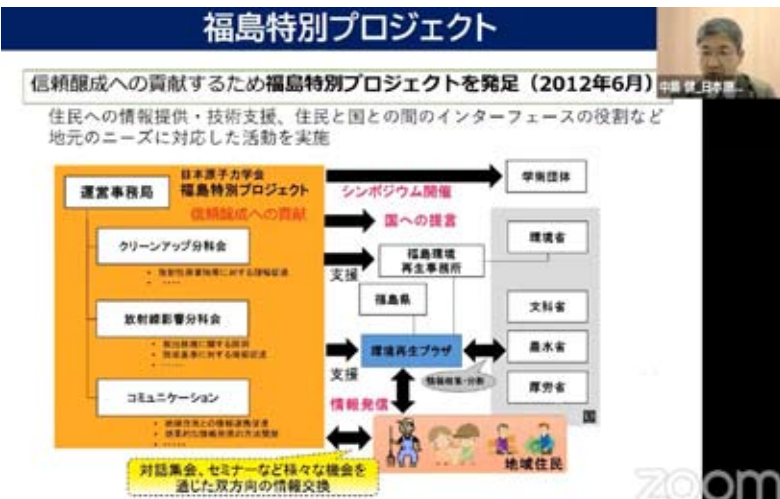 福島特別プロジェクト
信頼醸成への貢献するため福島特別プロジェクトを発足（2012年6月）
住民への情報提供・技術支援、住民と国との間のインターフェースの役割など
地元のニーズに対応した活動を実施
運営事務局
日本原子力学会
福島特別プロジェクト
信頼醸成への貢献
クリーンアップ分科会
放射線影響分科会
コミュニケーション
シンポジウム開催
国への提言
支援
支援
情報発信
学術団体
福島環境
再生事務所
福島県
環境再生プラザ
環境省
文科省
農水省
厚労省
国
地域住民
対話集会、セミナーなど様々な機会を
通じた双方向の情報交換
zoom